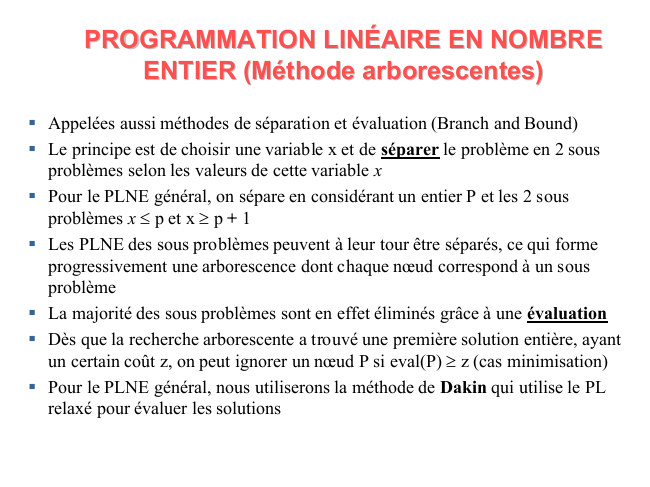 PROGRAMMATION LINÉAIRE EN NOMBRE
ENTIER (Méthode arborescentes)
▪ Appelées aussi méthodes de séparation et évaluation (Branch and Bound)
▪ Le principe est de choisir une variable x et de séparer le problème en 2 sous
problèmes selon les valeurs de cette variable x
▪ Pour le PLNE général, on sépare en considérant un entier P et les 2 sous
problèmes x ≤ p et x ≥ p + 1
▪ Les PLNE des sous problèmes peuvent à leur tour être séparés, ce qui forme
progressivement une arborescence dont chaque nœud correspond à un sous
problème
▪ La majorité des sous problèmes sont en effet éliminés grâce à une évaluation
▪ Dès que la recherche arborescente a trouvé une première solution entière, ayant
un certain coût z, on peut ignorer un nœud P si eval(P) ≥ z (cas minimisation)
▪ Pour le PLNE général, nous utiliserons la méthode de Dakin qui utilise le PL
relaxé pour évaluer les solutions